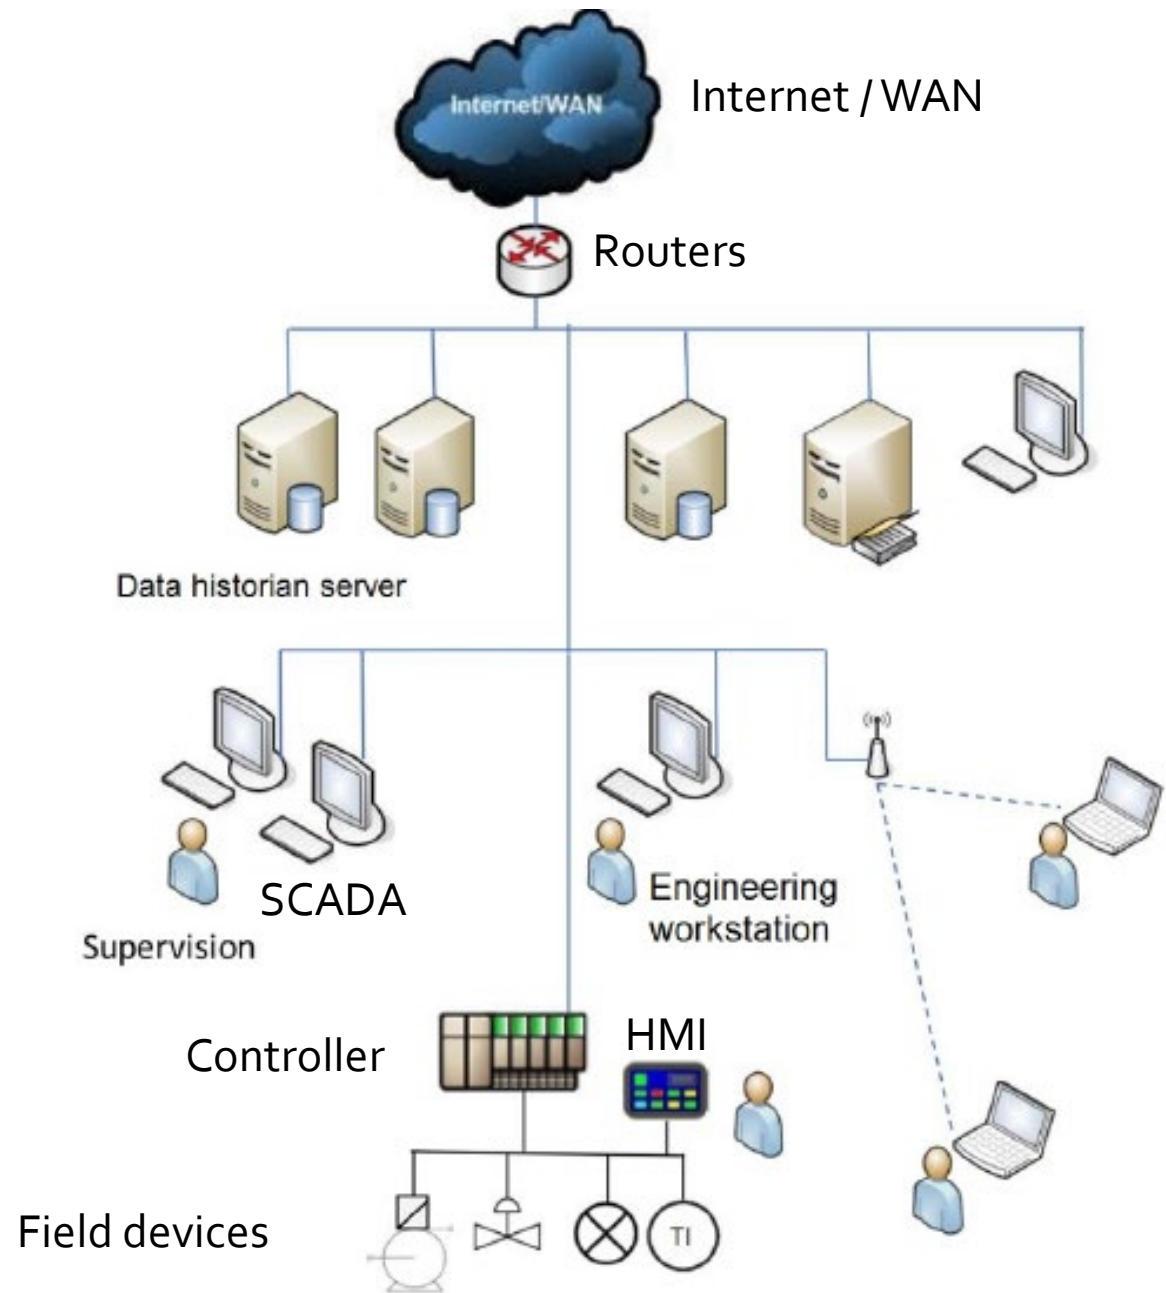 Internet/WAN
Internet / WAN
Routers
Data historian server
SCADA
Supervision
Engineering
workstation
Controller
HMI
Field devices
TI